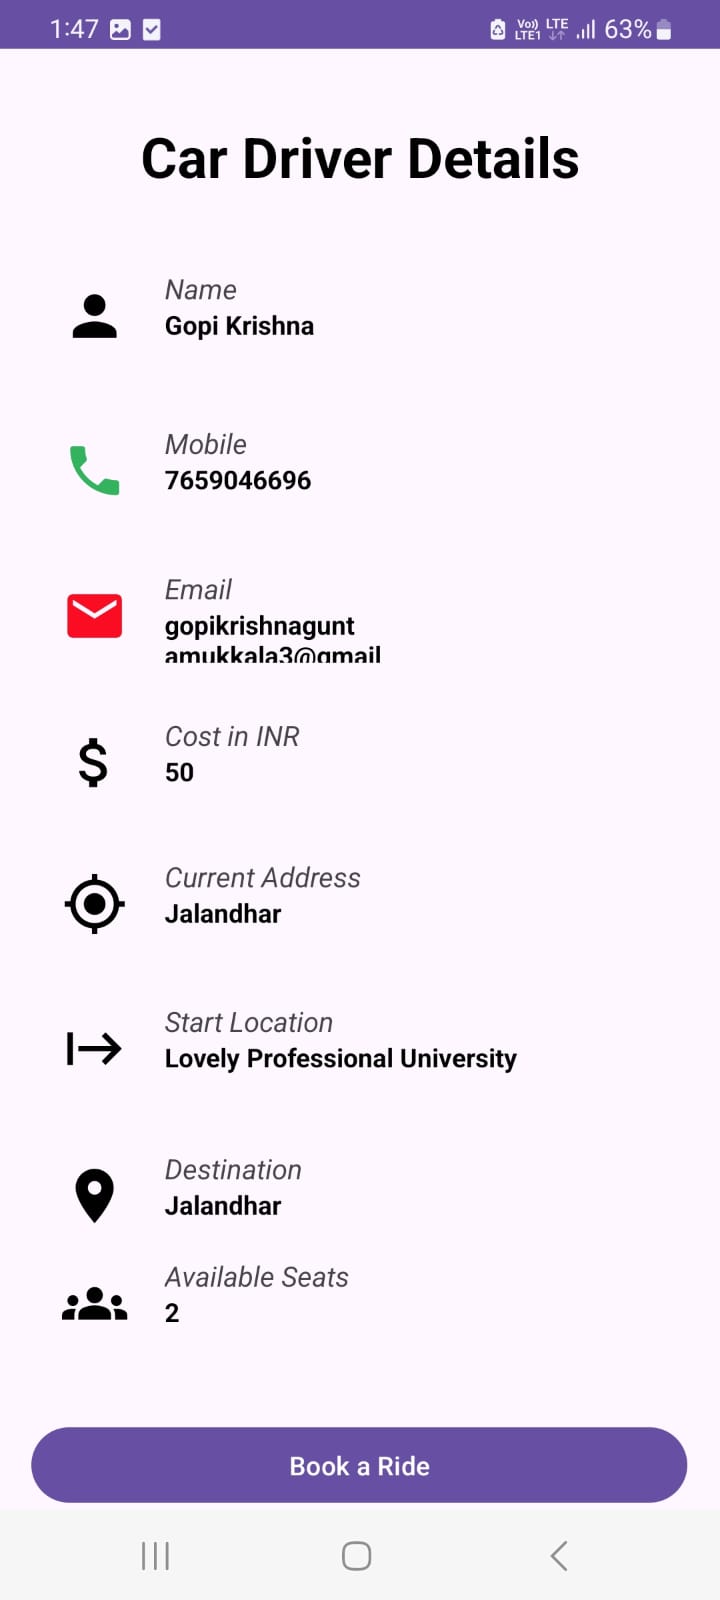 1:47
Vo)) LTE
LTE1
63%
Car Driver Details
Name
Gopi Krishna
Mobile
7659046696
Email
gopikrishnagunt
amukkala3@gmail
Cost in INR
50
Current Address
Jalandhar
Start Location
Lovely Professional University
Destination
Jalandhar
Available Seats
2
Book a Ride